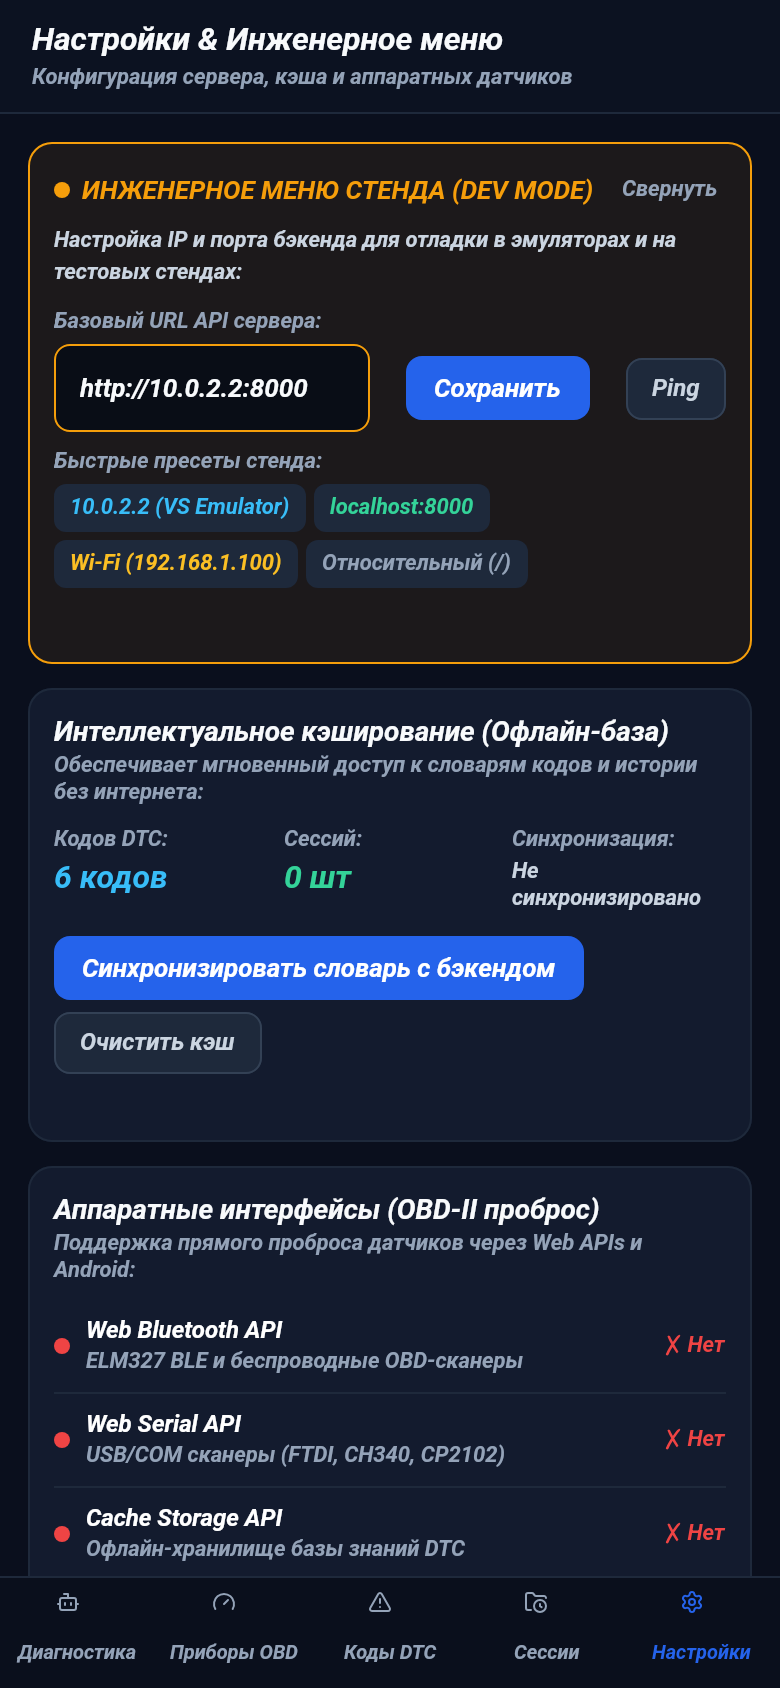 Настройки & Инженерное меню
Конфигурация сервера, кэша и аппаратных датчиков
ИНЖЕНЕРНОЕ МЕНЮ СТЕНДА (DEV MODE)
Свернуть
Настройка IP и порта бэкенда для отладки в эмуляторах и на
тестовых стендах:
Базовый URL API сервера:
http://10.0.2.2:8000
Сохранить
Ping
Быстрые пресеты стенда:
10.0.2.2 (VS Emulator)
localhost:8000
Wi-Fi (192.168.1.100)
Относительный (/)
Интеллектуальное кэширование (Офлайн-база)
Обеспечивает мгновенный доступ к словарям кодов и истории
без интернета:
Кодов DTC:
6 кодов
Сессий:
0 шт
Синхронизация:
Не
синхронизировано
Синхронизировать словарь с бэкендом
Очистить кэш
Аппаратные интерфейсы (OBD-II проброс)
Поддержка прямого проброса датчиков через Web APIs и
Android:
Web Bluetooth API
ELM327 BLE и беспроводные OBD-сканеры
✗ Нет
Web Serial API
USB/COM сканеры (FTDI, CH340, CP2102)
✗ Нет
Cache Storage API
Офлайн-хранилище базы знаний DTC
✗ Нет
Диагностика
Приборы OBD
Коды DTC
Сессии
Настройки